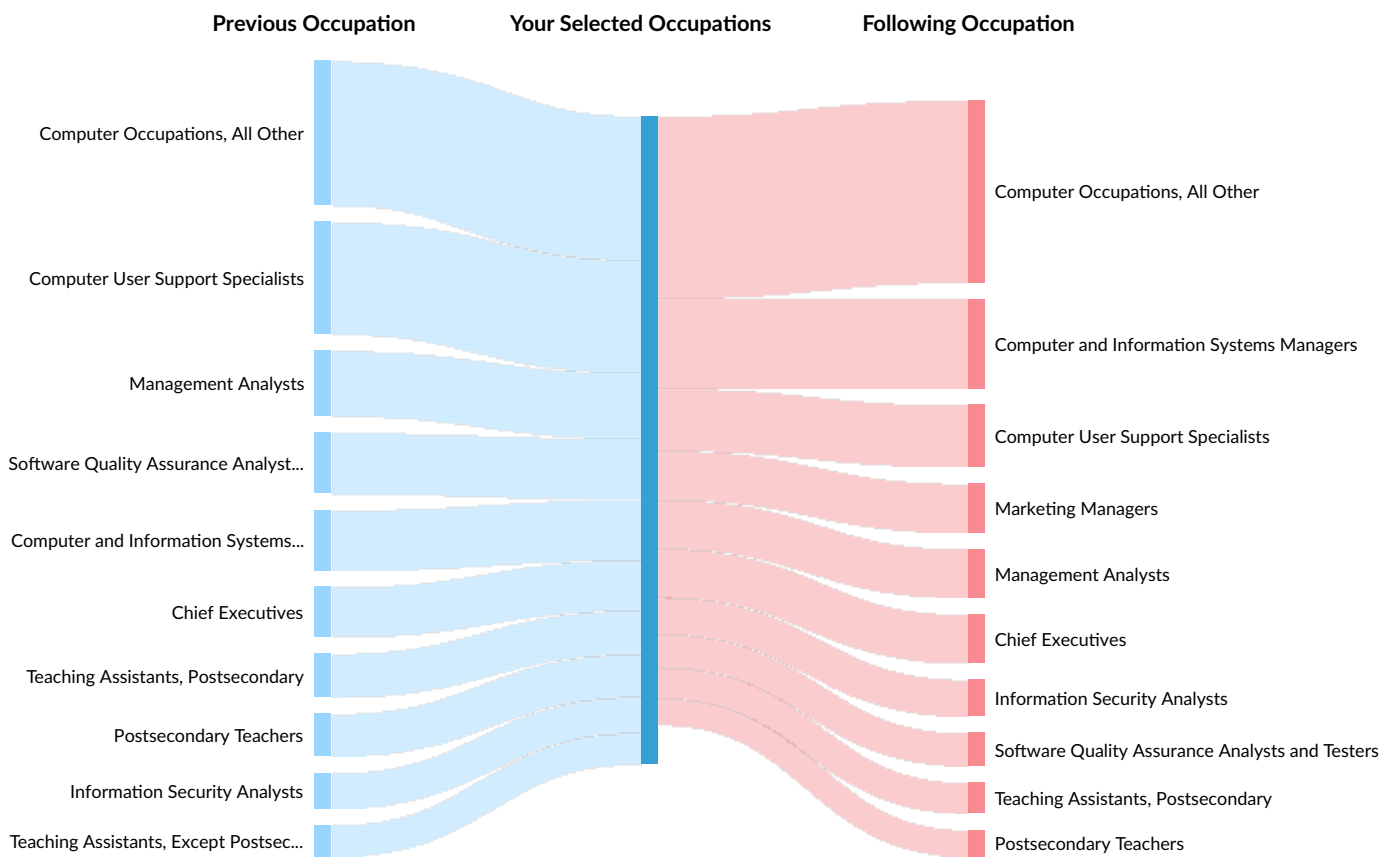 Previous Occupation
Your Selected Occupations
Following Occupation
Computer Occupations, All Other
Computer User Support Specialists
Management Analysts
Software Quality Assurance Analyst...
Computer and Information Systems...
Chief Executives
Teaching Assistants, Postsecondary
Postsecondary Teachers
Information Security Analysts
Teaching Assistants, Except Postsec...
Computer Occupations, All Other
Computer and Information Systems Managers
Computer User Support Specialists
Marketing Managers
Management Analysts
Chief Executives
Information Security Analysts
Software Quality Assurance Analysts and Testers
Teaching Assistants, Postsecondary
Postsecondary Teachers